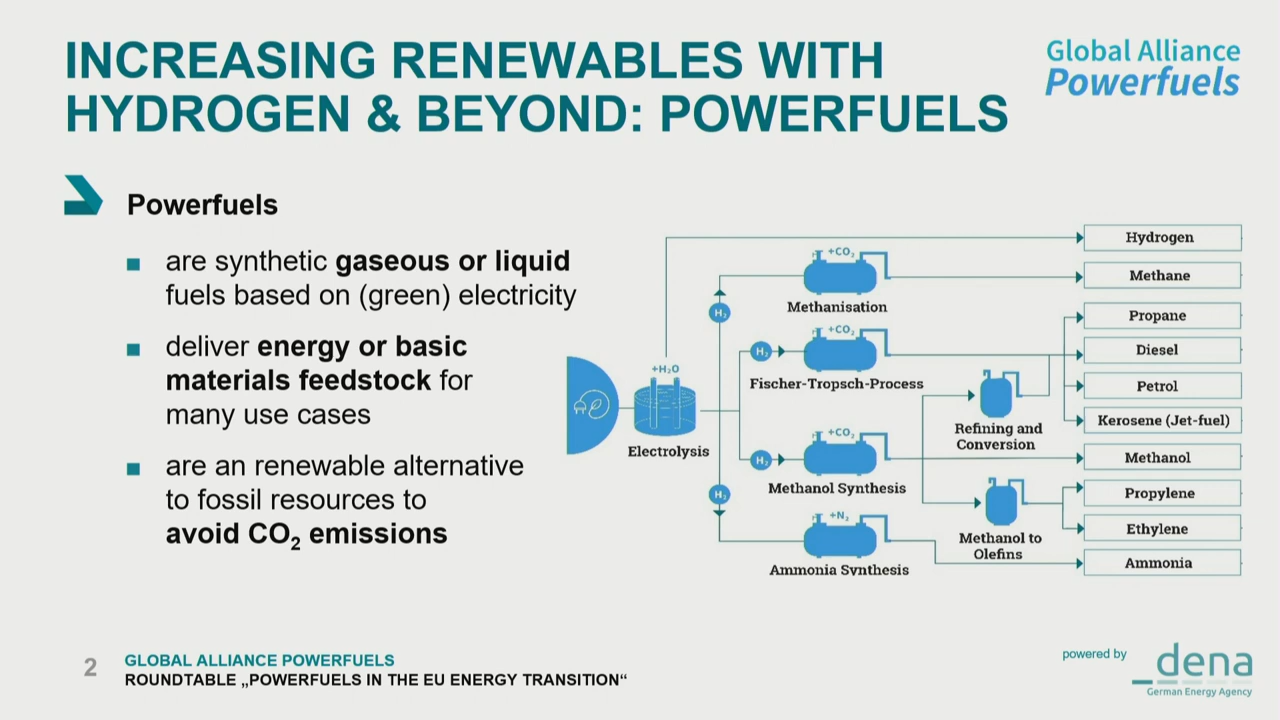 INCREASING RENEWABLES WITH
HYDROGEN & BEYOND: POWERFUELS
Global Alliance
Powerfuels
Powerfuels
are synthetic gaseous or liquid
fuels based on (green) electricity
deliver energy or basic
materials feedstock for
many use cases
are an renewable alternative
to fossil resources to
avoid CO₂ emissions
+H₂O
Electrolysis
H₂
H₂
H₂
H₂
+CO₂
Methanisation
+CO₂
Fischer-Tropsch-Process
+CO₂
Methanol Synthesis
+N₂
Ammonia Synthesis
Refining and
Conversion
Methanol to
Olefins
Hydrogen
Methane
Propane
Diesel
Petrol
Kerosene (Jet-fuel)
Methanol
Propylene
Ethylene
Ammonia
2
GLOBAL ALLIANCE POWERFUELS
ROUNDTABLE „POWERFUELS IN THE EU ENERGY TRANSITION“
powered by
dena
German Energy Agency